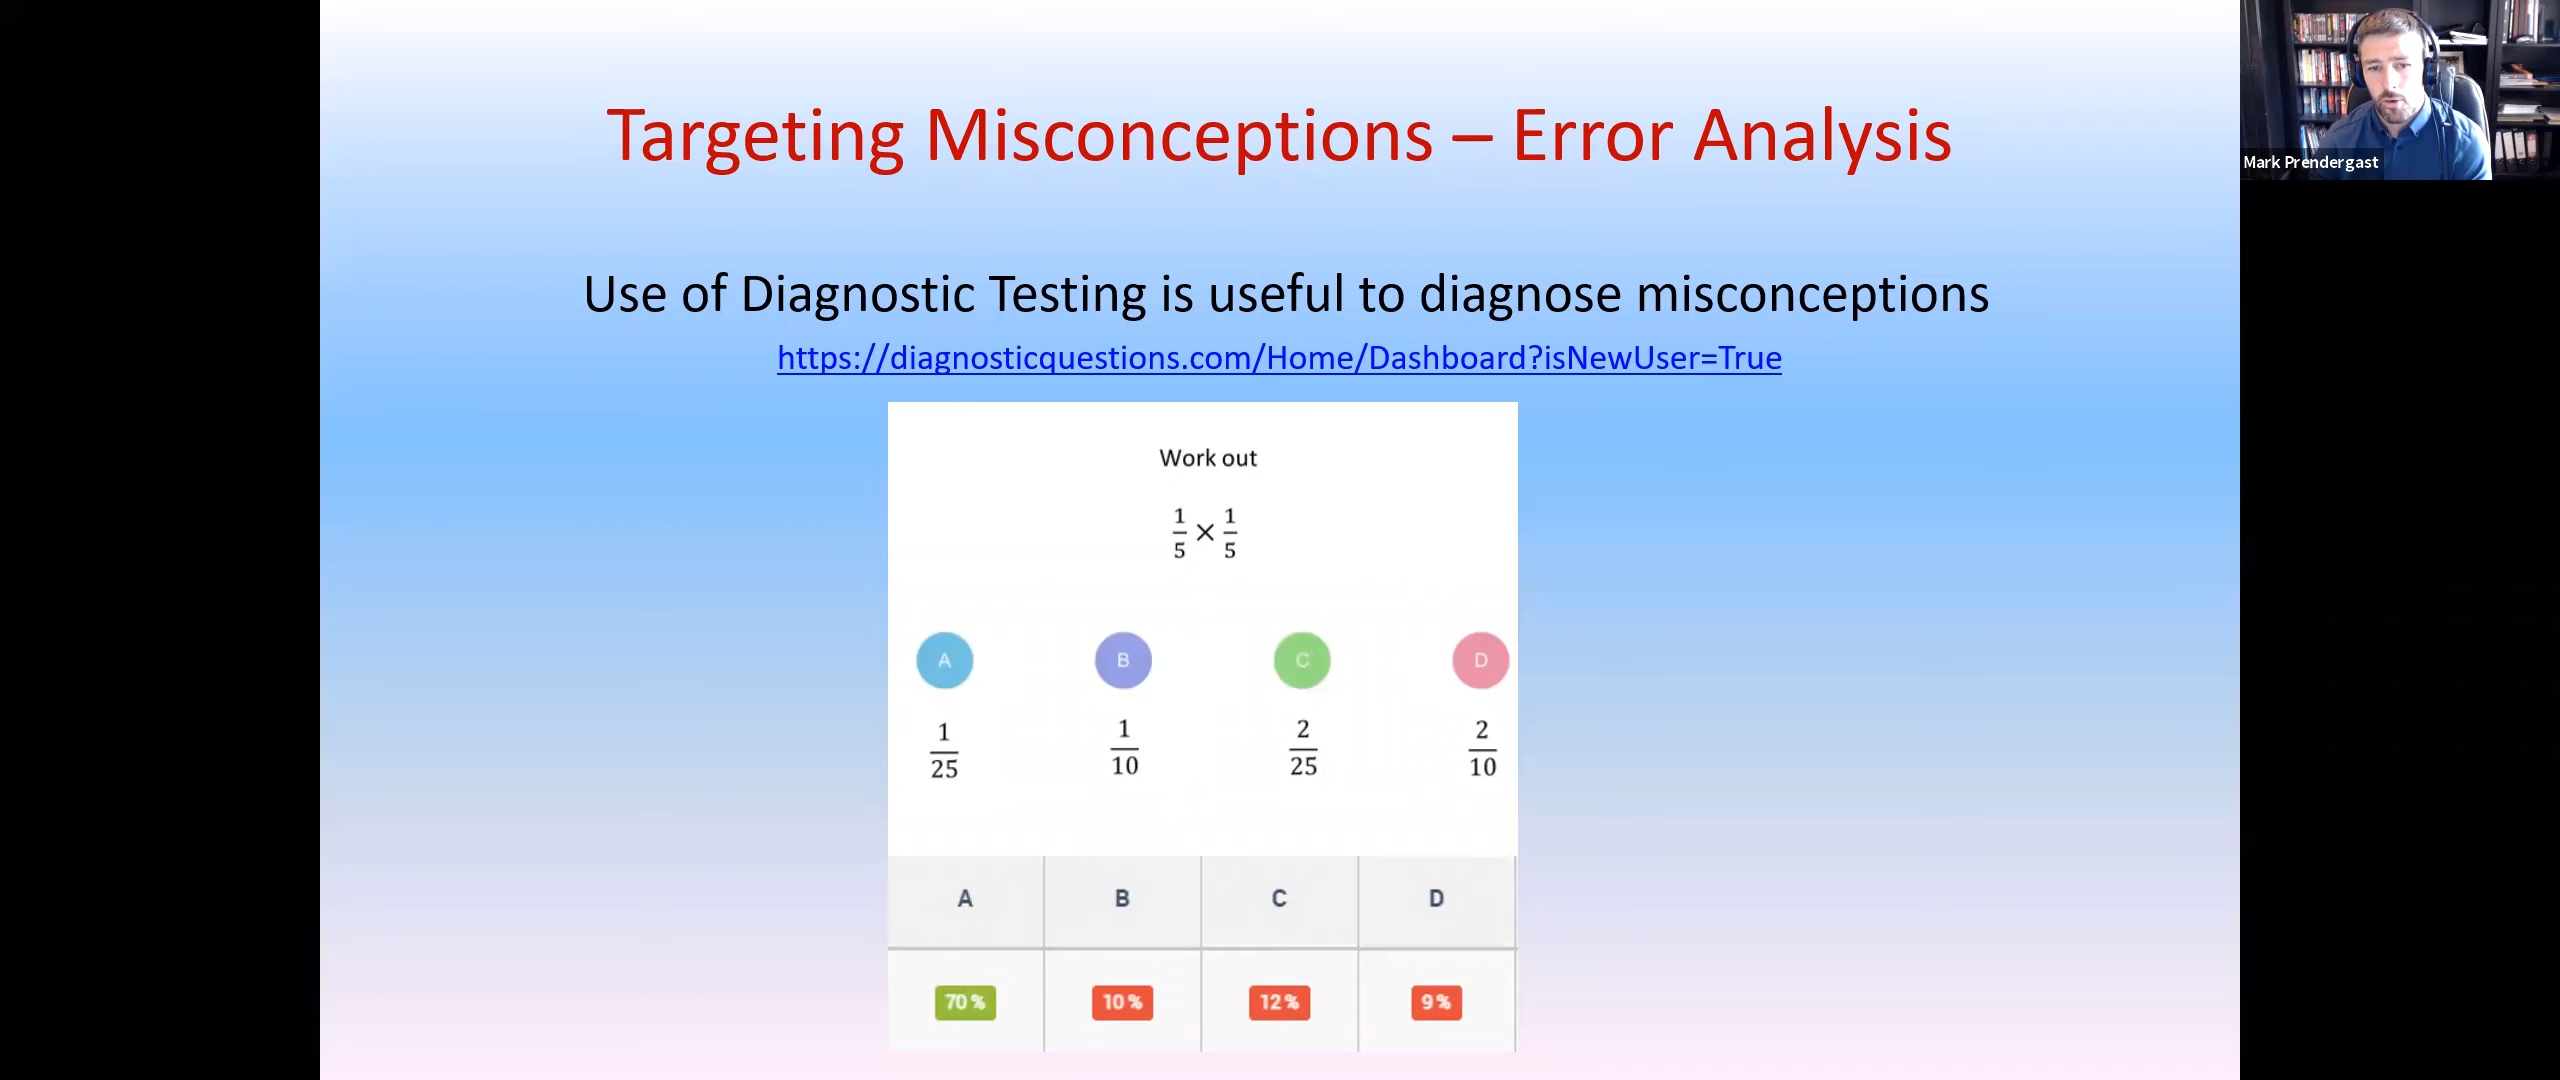 Targeting Misconceptions – Error Analysis
Mark Prendergast
Use of Diagnostic Testing is useful to diagnose misconceptions
https://diagnosticquestions.com/Home/Dashboard?isNewUser=True
Work out
1/5 × 1/5
A B C D
1/25 1/10 2/25 2/10
A B C D
70% 10% 12% 9%